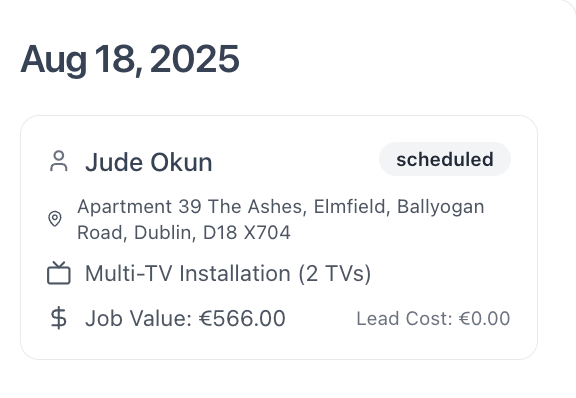 Aug 18, 2025
Jude Okun
scheduled
Apartment 39 The Ashes, Elmfield, Ballyogan
Road, Dublin, D18 X704
Multi-TV Installation (2 TVs)
Job Value: €566.00
Lead Cost: €0.00